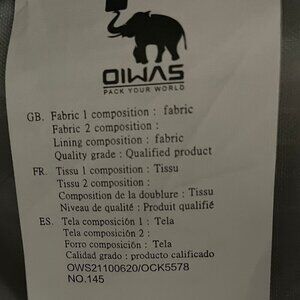 OIWAS
PACK YOUR WORLD
GB. Fabric 1 composition : fabric
Fabric 2 composition :
Lining composition : fabric
Quality grade : Qualified product
FR. Tissu 1 composition : Tissu
Tissu 2 composition :
Composition de la doublure : Tissu
Niveau de qualité : Produit qualifié
ES. Tela composición 1 : Tela
Tela composición 2 :
Forro composición : Tela
Calidad grado : producto calificado
OWS21100620/OCK5578
NO.145